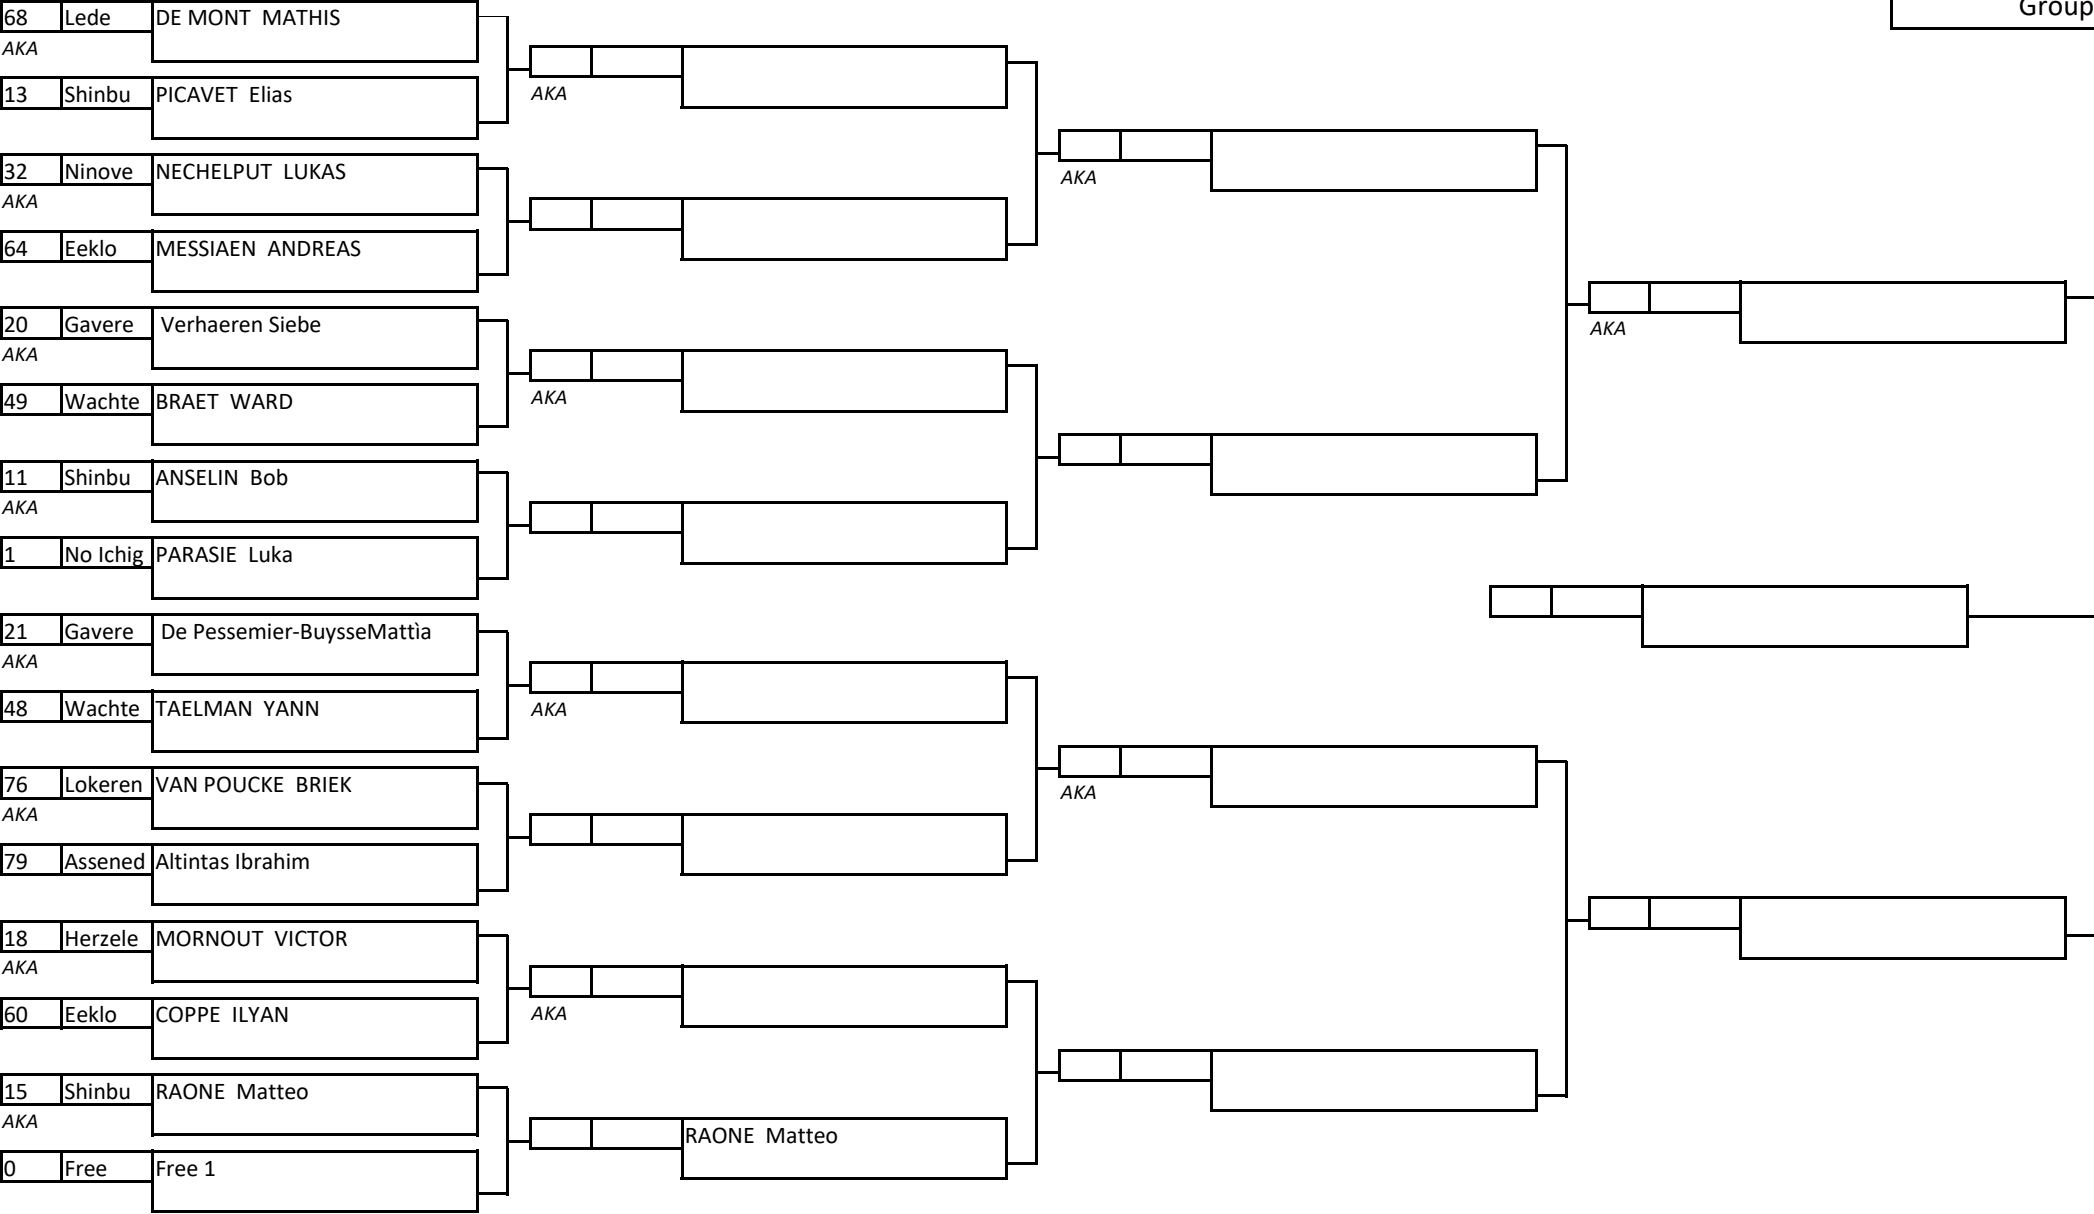 Group
68 Lede DE MONT MATHIS
AKA
13 Shinbu PICAVET Elias
AKA
32 Ninove NECHELPUT LUKAS
AKA
AKA
64 Eeklo MESSIAEN ANDREAS
20 Gavere Verhaeren Siebe
AKA
AKA
49 Wachte BRAET WARD
AKA
11 Shinbu ANSELIN Bob
AKA
1 No Ichig PARASIE Luka
21 Gavere De Pessemier-BuysseMattìa
AKA
48 Wachte TAELMAN YANN
AKA
76 Lokeren VAN POUCKE BRIEK
AKA
AKA
79 Assened Altintas Ibrahim
18 Herzele MORNOUT VICTOR
AKA
60 Eeklo COPPE ILYAN
AKA
15 Shinbu RAONE Matteo
AKA
RAONE Matteo
0 Free Free 1